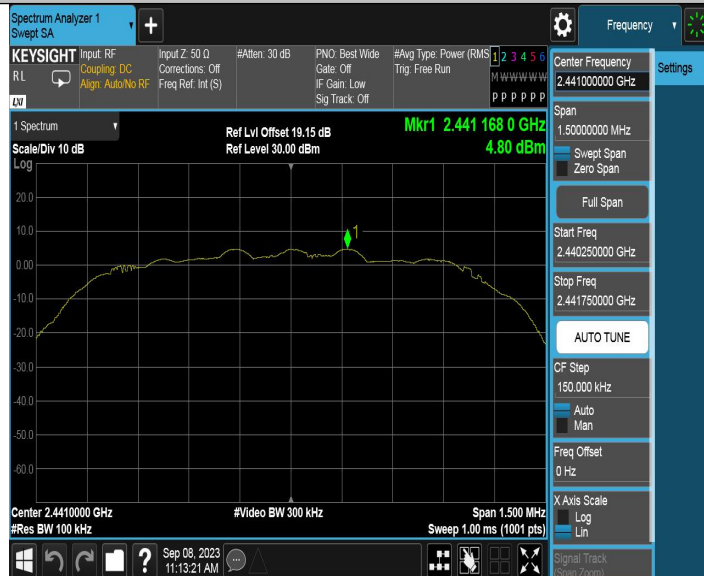 Spectrum Analyzer 1
Swept SA
+
Frequency
KEYSIGHT
RL
LXI
Input: RF
Coupling: DC
Align: Auto/No RF
Input Z: 50 Ω
Corrections: Off
Freq Ref: Int (S)
#Atten: 30 dB
PNO: Best Wide
Gate: Off
IF Gain: Low
Sig Track: Off
#Avg Type: Power (RMS
Trig: Free Run
1 2 3 4 5 6
M W W W W W
P P P P P P
Center Frequency
2.441000000 GHz
Settings
Span
1.50000000 MHz
Swept Span
Zero Span
Full Span
Start Freq
2.440250000 GHz
Stop Freq
2.441750000 GHz
AUTO TUNE
CF Step
150.000 kHz
Auto
Man
Freq Offset
0 Hz
X Axis Scale
Log
Lin
Signal Track
(Span Zoom)
1 Spectrum
Scale/Div 10 dB
Ref Lvl Offset 19.15 dB
Ref Level 30.00 dBm
Mkr1 2.441 168 0 GHz
4.80 dBm
Log
20.0
10.0
0.00
-10.0
-20.0
-30.0
-40.0
-50.0
-60.0
1
Center 2.4410000 GHz
#Res BW 100 kHz
#Video BW 300 kHz
Span 1.500 MHz
Sweep 1.00 ms (1001 pts)
?
Sep 08, 2023
11:13:21 AM